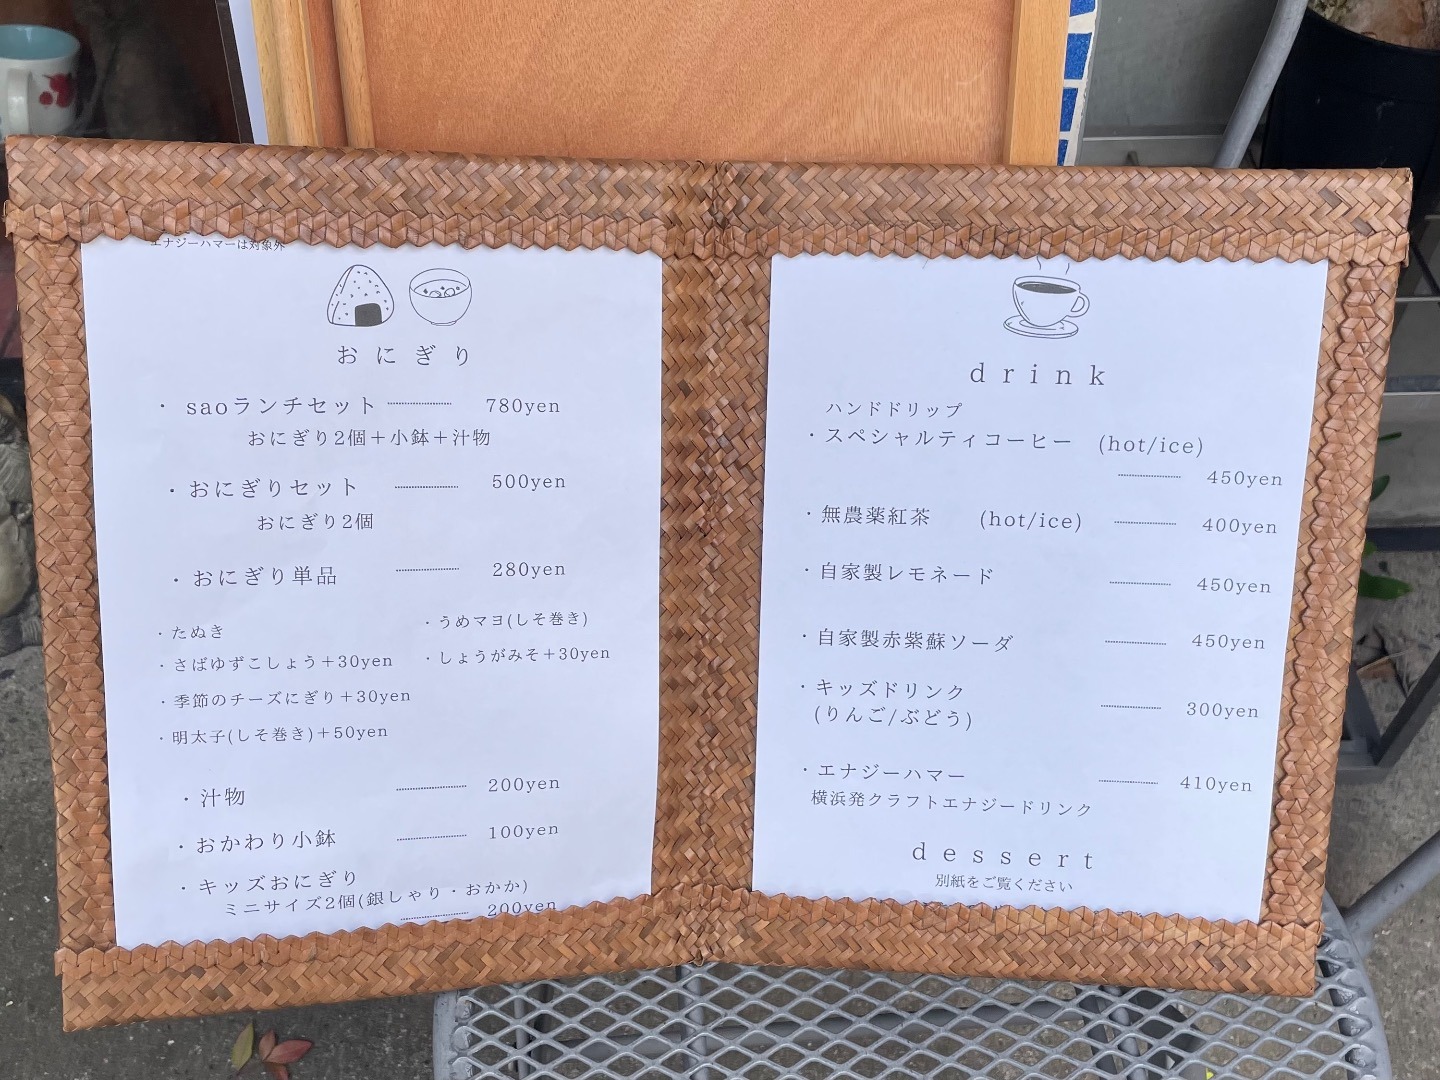 エナジーハマーは対象外
おにぎり
・saoランチセット 780yen
おにぎり2個＋小鉢＋汁物
・おにぎりセット 500yen
おにぎり2個
・おにぎり単品 280yen
・たぬき
・うめマヨ(しそ巻き)
・さばゆずこしょう＋30yen
・しょうがみそ＋30yen
・季節のチーズにぎり＋30yen
・明太子(しそ巻き)＋50yen
・汁物 200yen
・おかわり小鉢 100yen
・キッズおにぎり
ミニサイズ2個(銀しゃり・おかか)
200yen
drink
ハンドドリップ
・スペシャルティコーヒー (hot/ice)
450yen
・無農薬紅茶 (hot/ice) 400yen
・自家製レモネード 450yen
・自家製赤紫蘇ソーダ 450yen
・キッズドリンク
(りんご/ぶどう) 300yen
・エナジーハマー 410yen
横浜発クラフトエナジードリンク
dessert
別紙をご覧ください